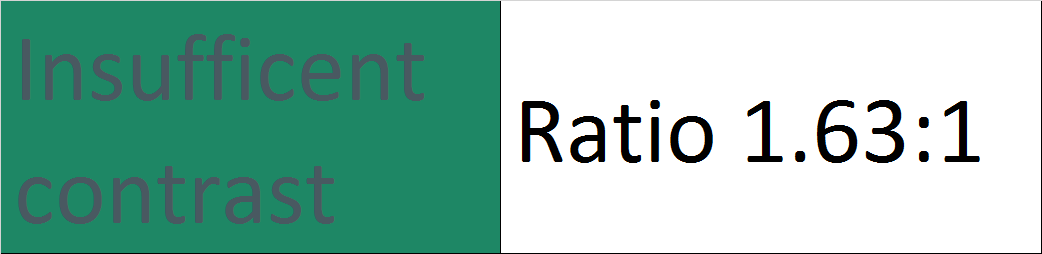 Insufficent
contrast
Ratio 1.63:1